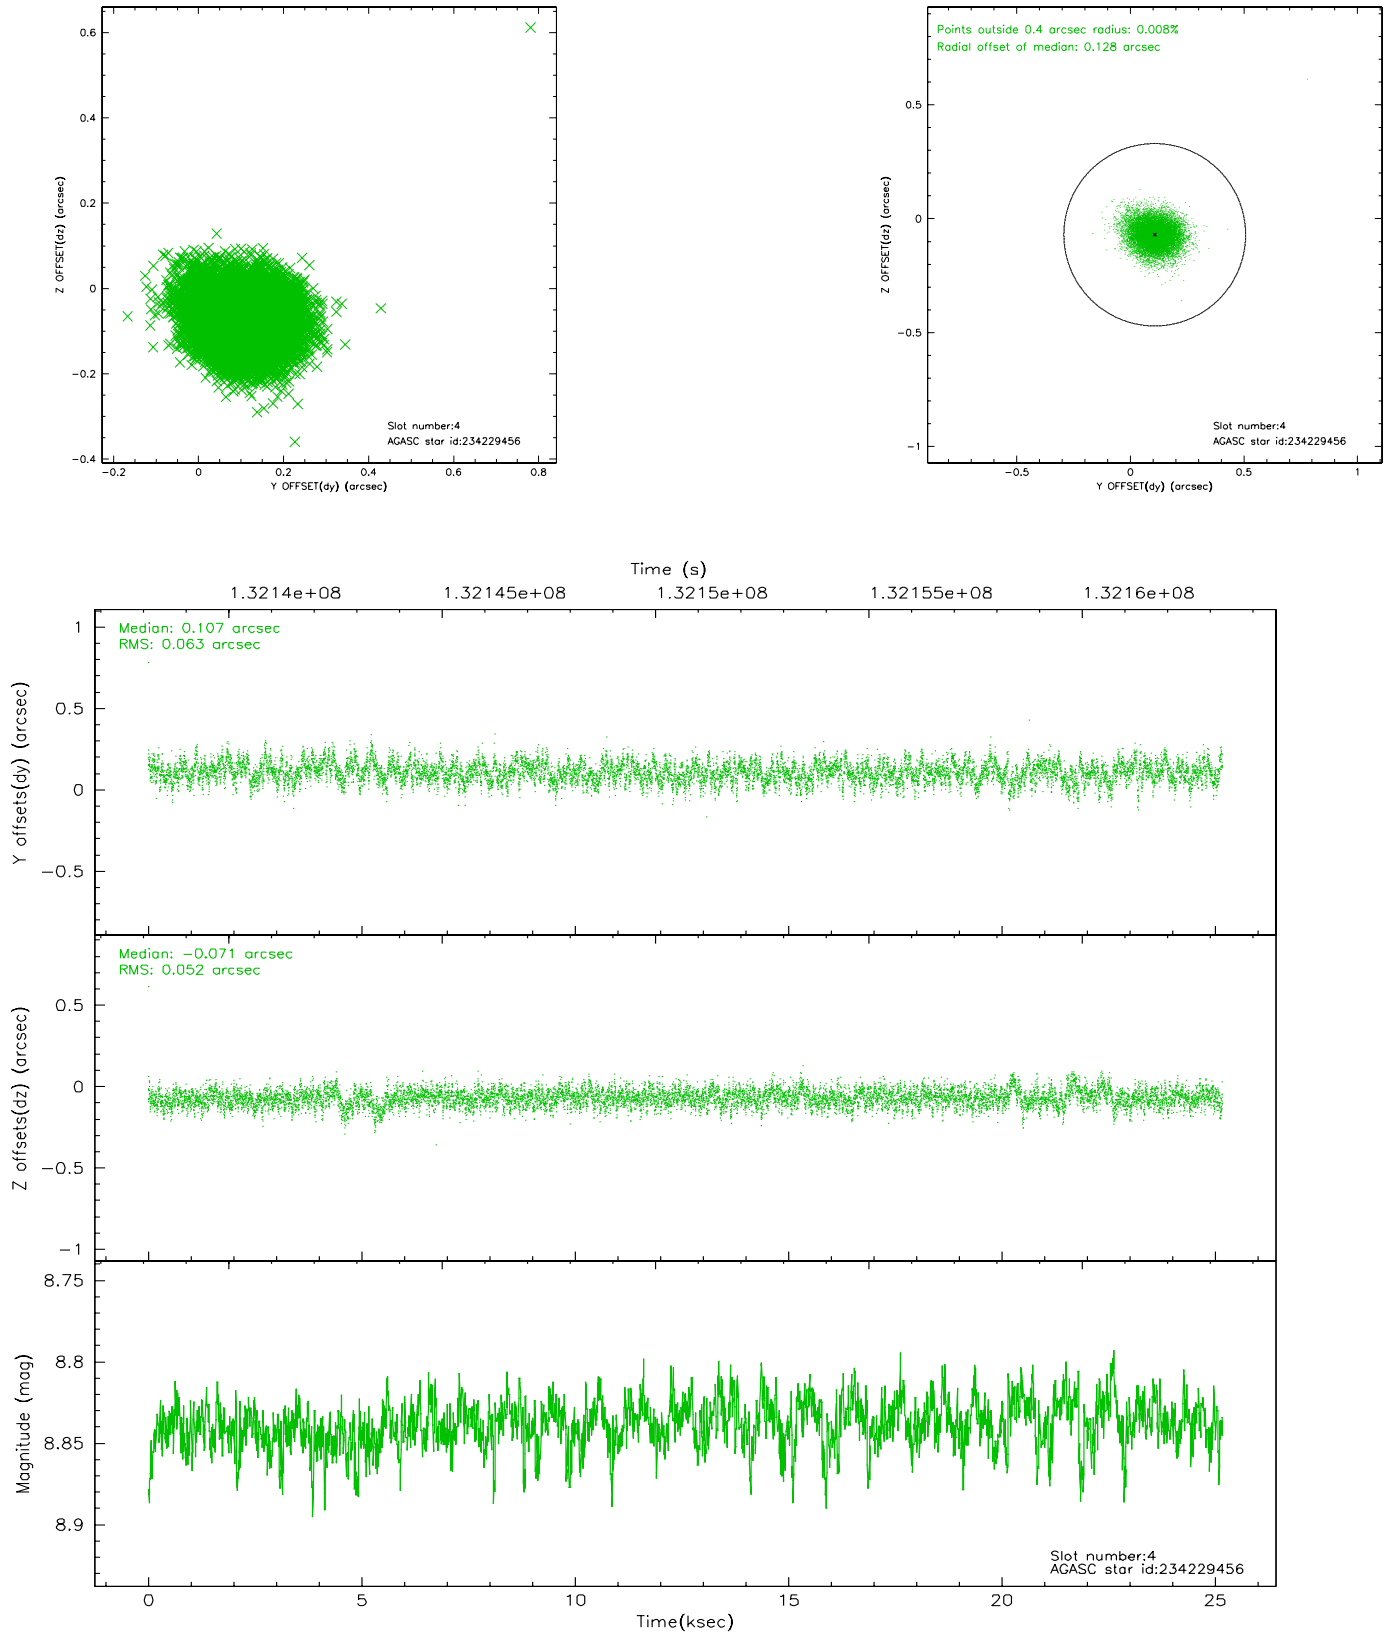 0.6
0.4
0.2
0
−0.2
−0.4
Z OFFSET(dz) (arcsec)
−0.2 0 0.2 0.4 0.6 0.8
Y OFFSET(dy) (arcsec)
Slot number:4
AGASC star id:234229456
Points outside 0.4 arcsec radius: 0.008%
Radial offset of median: 0.128 arcsec
0.5
0
−0.5
−1
Z OFFSET(dz) (arcsec)
−0.5 0 0.5 1
Y OFFSET(dy) (arcsec)
Slot number:4
AGASC star id:234229456
Time (s)
1.3214e+08 1.32145e+08 1.3215e+08 1.32155e+08 1.3216e+08
Median: 0.107 arcsec
RMS: 0.063 arcsec
1
0.5
0
−0.5
Y offsets(dy) (arcsec)
Median: −0.071 arcsec
RMS: 0.052 arcsec
0.5
0
−0.5
−1
Z offsets(dz) (arcsec)
8.75
8.8
8.85
8.9
Magnitude (mag)
Slot number:4
AGASC star id:234229456
0 5 10 15 20 25
Time(ksec)